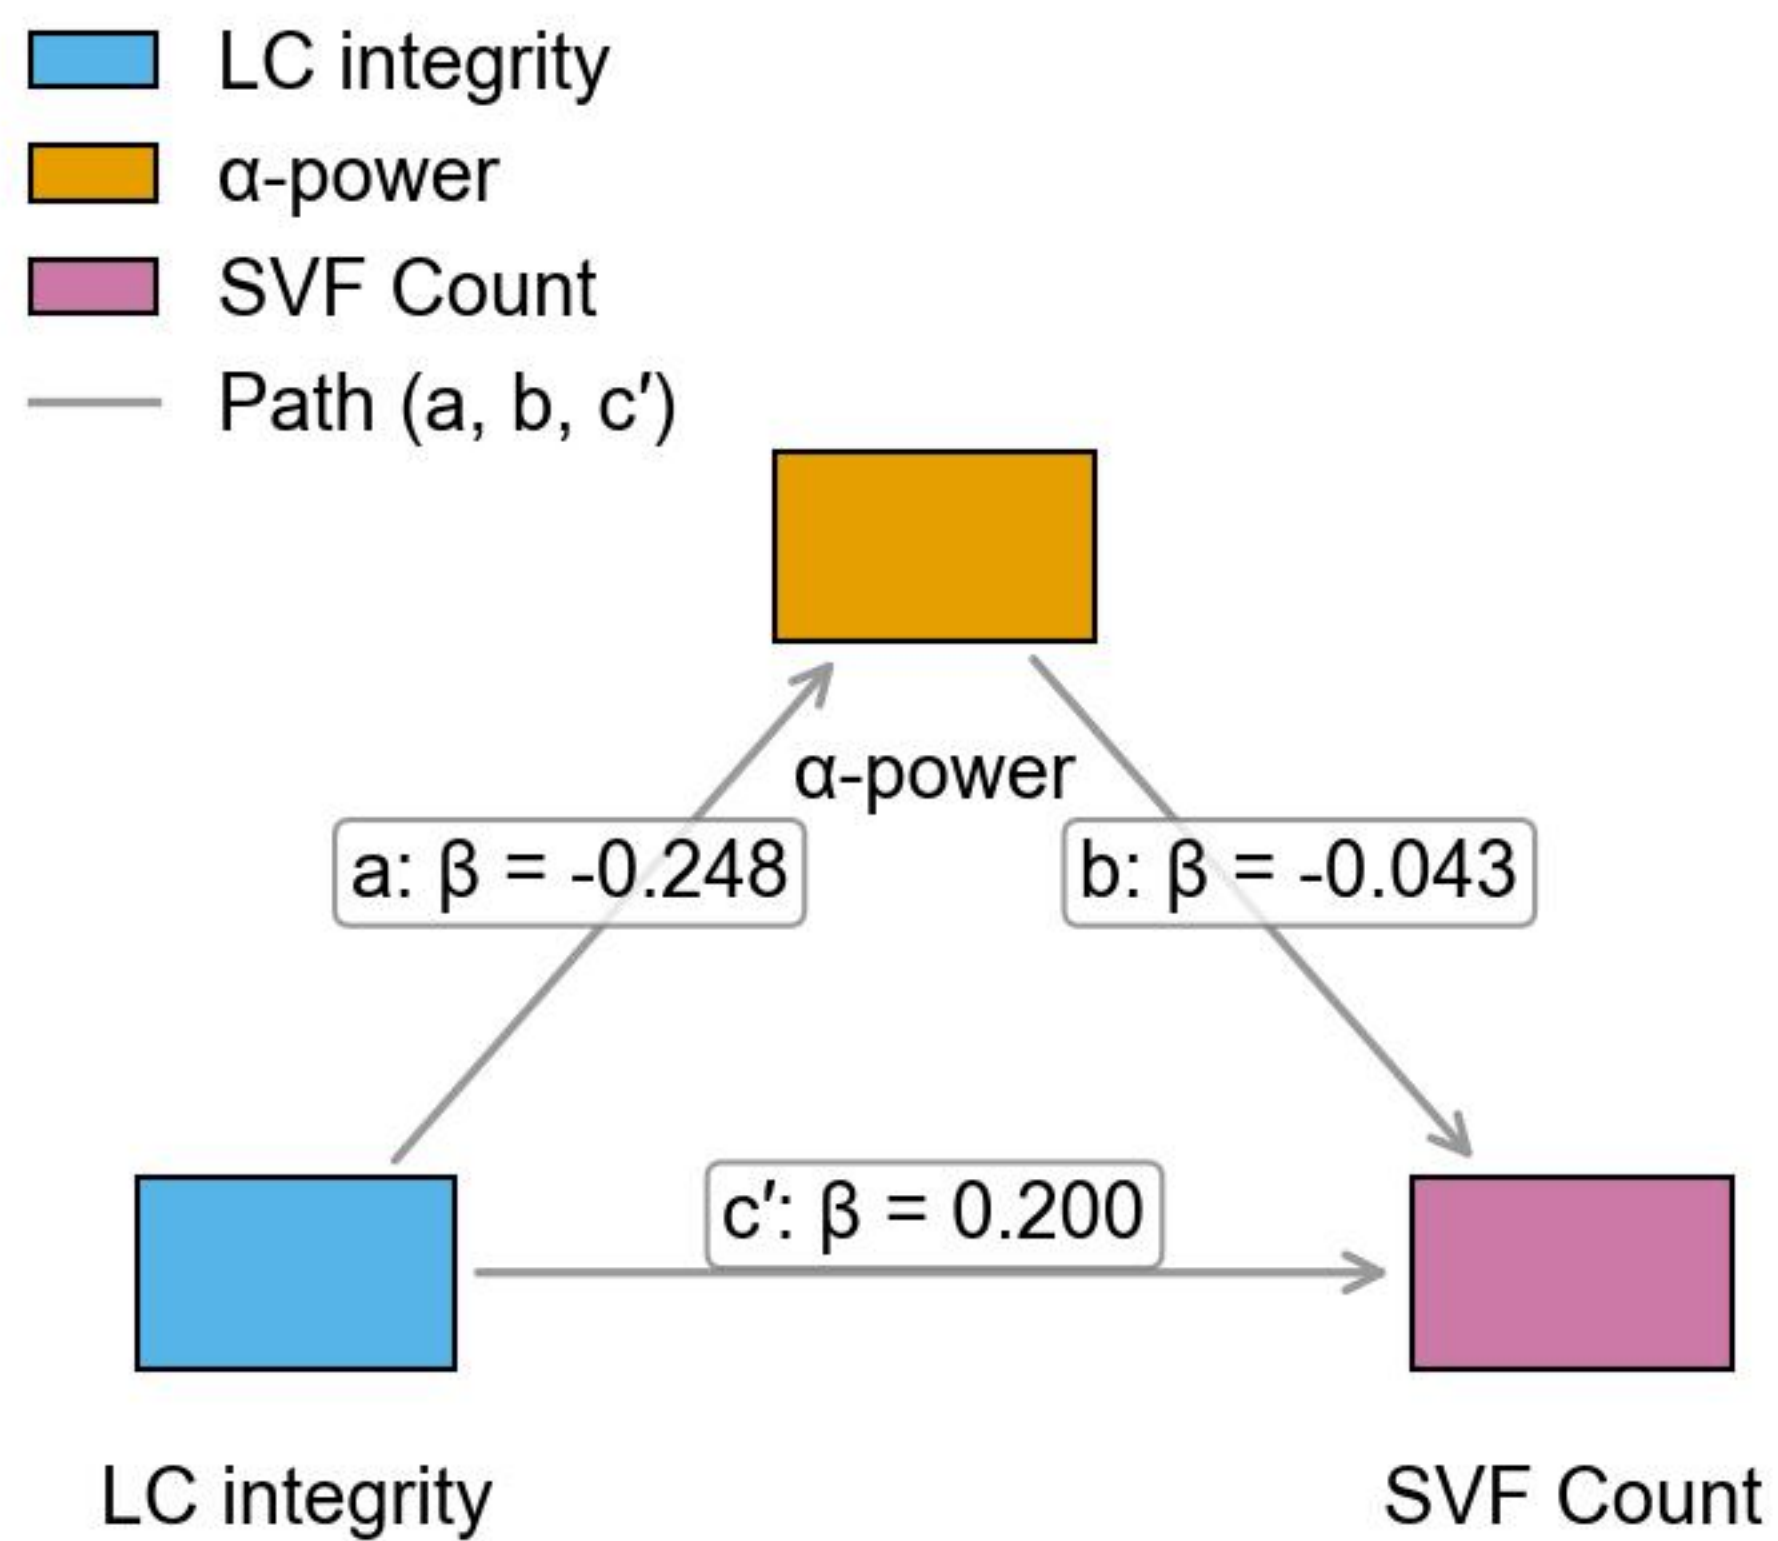 LC integrity
α-power
SVF Count
Path (a, b, c′)
α-power
a: β = -0.248
b: β = -0.043
c′: β = 0.200
LC integrity
SVF Count